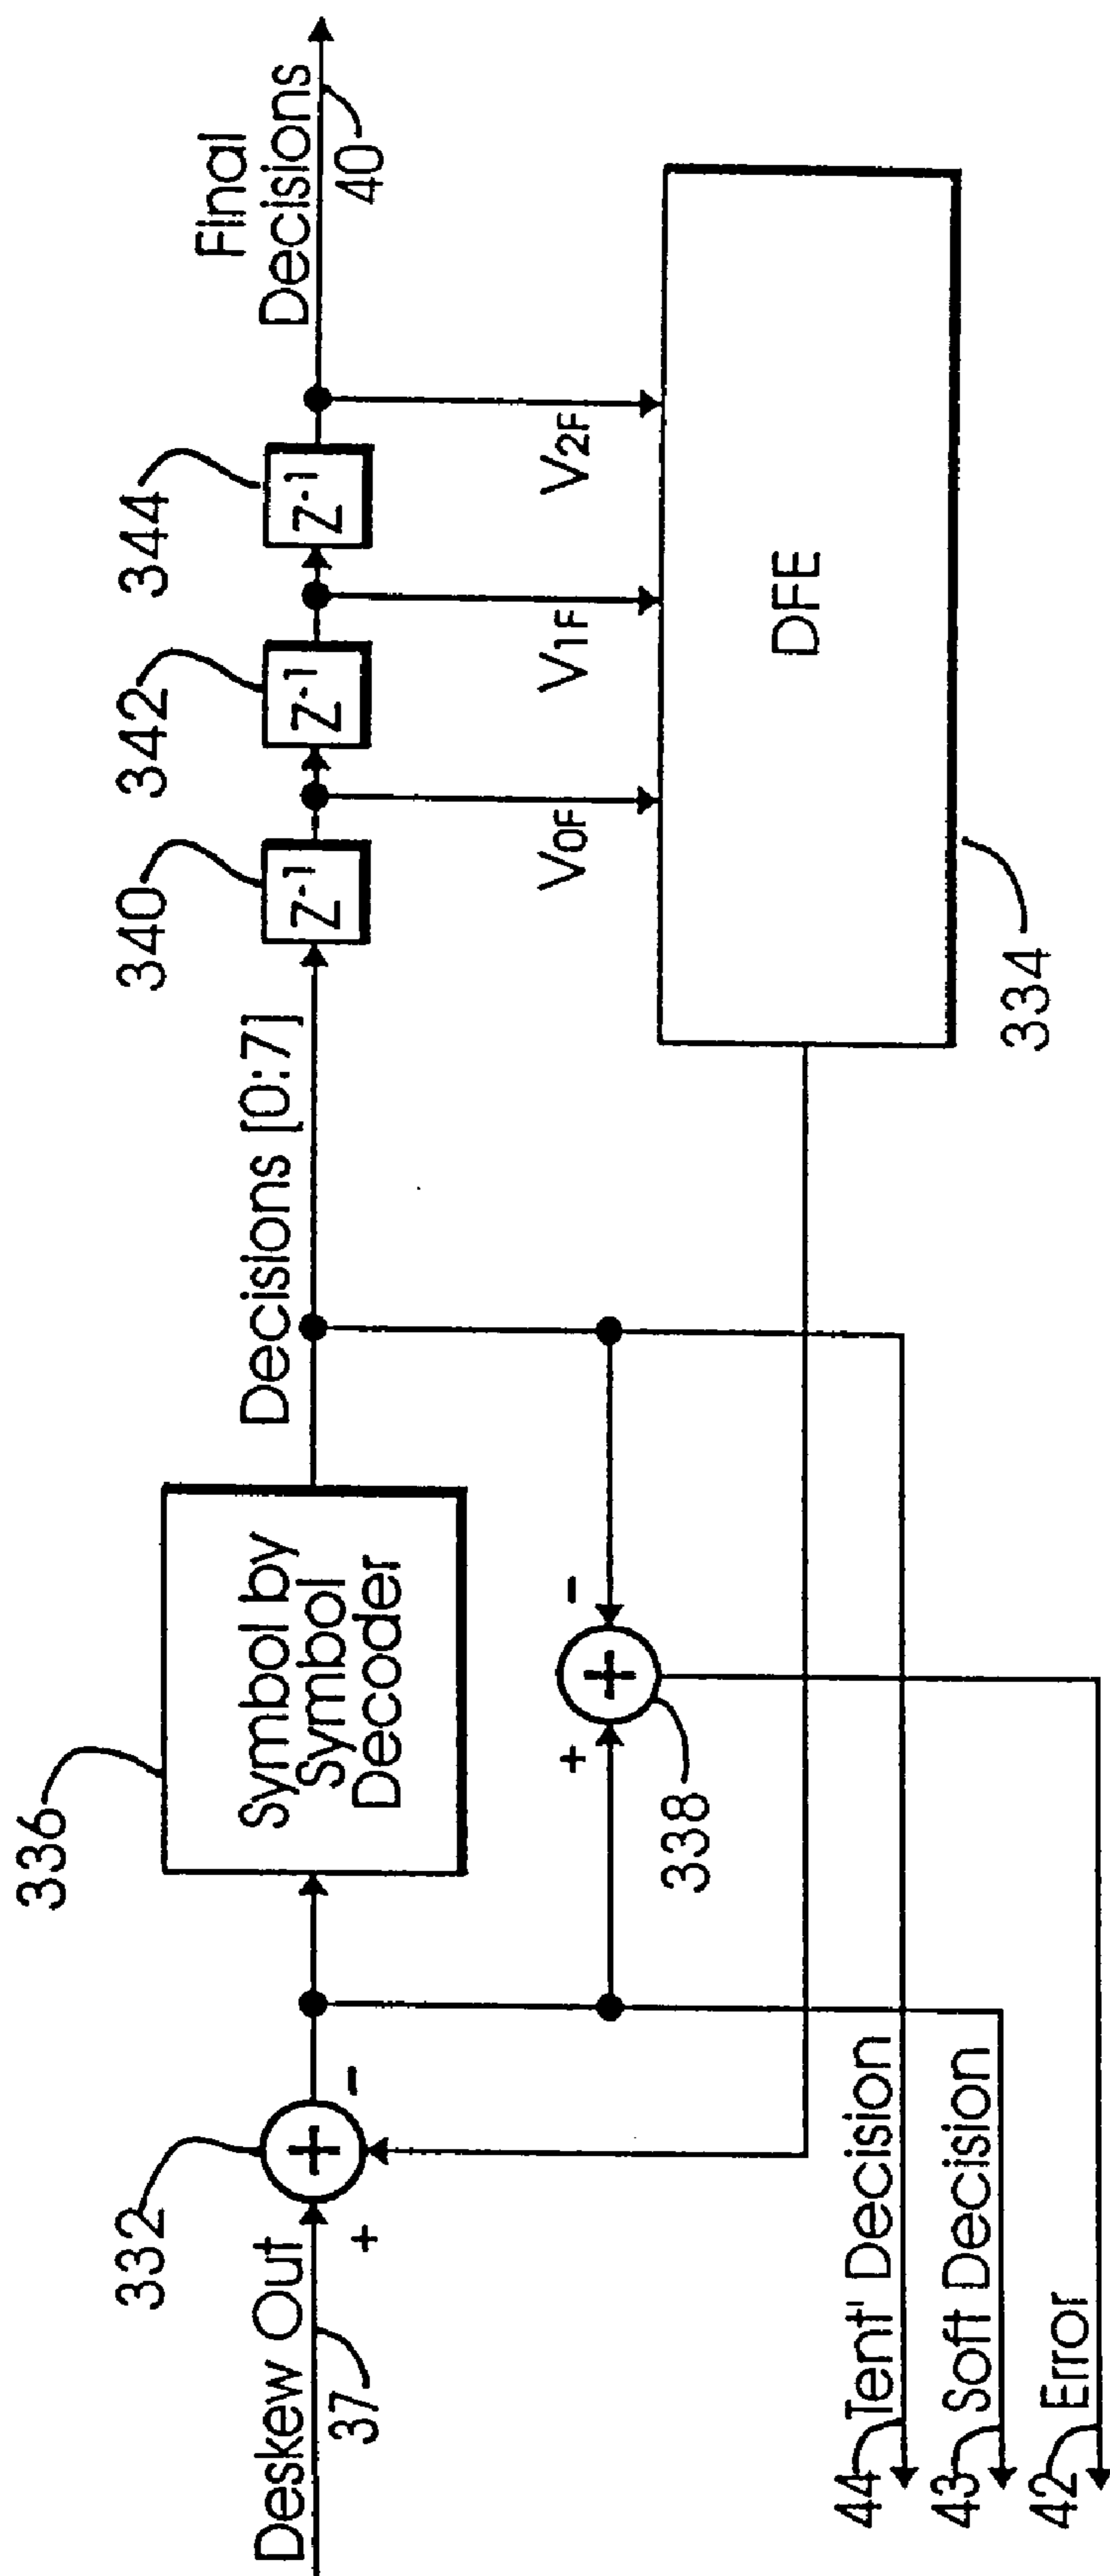 Deskew Out
37
332
+
-
+
336
Symbol by
Symbol
Decoder
Decisions [0:7]
340
Z-1
342
Z-1
344
Z-1
Final
Decisions
40
V0F
V1F
V2F
DFE
334
+
-
+
338
44
Tent' Decision
43
Soft Decision
42
Error